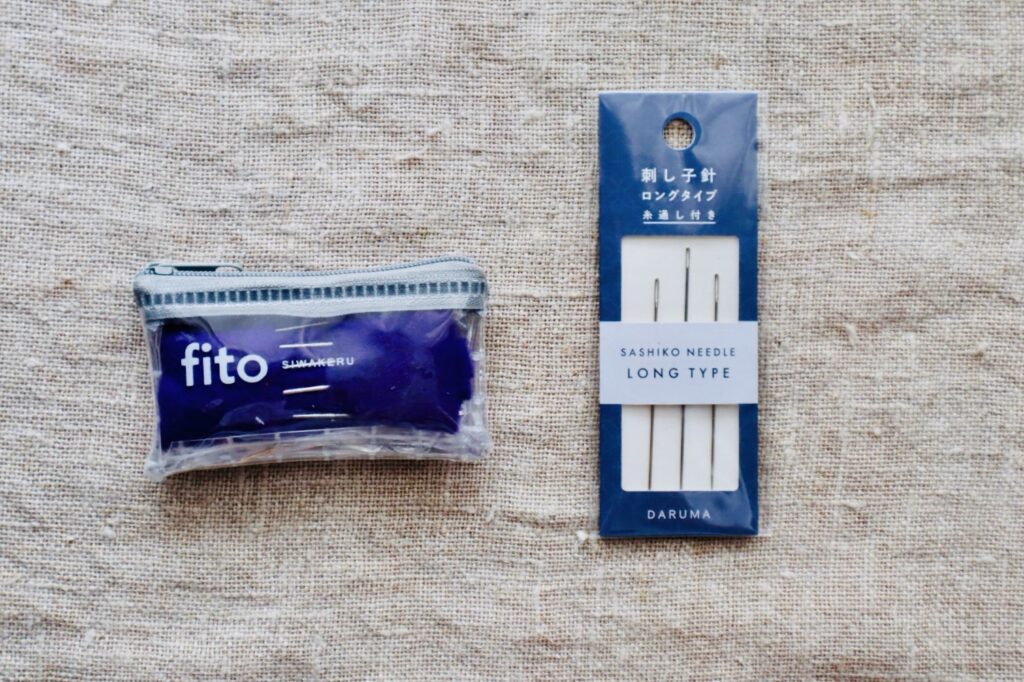 fito SIWAKERU
刺し子針
ロングタイプ
糸通し付き
SASHIKO NEEDLE
LONG TYPE
DARUMA